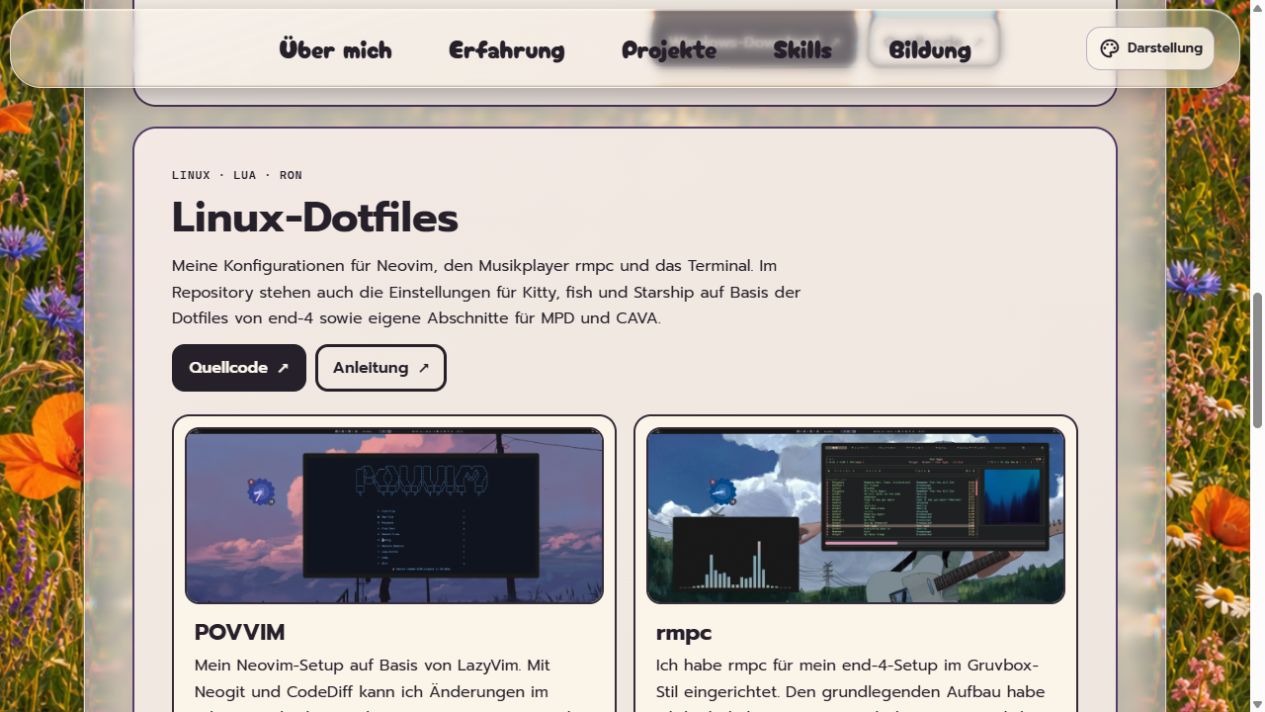 Über mich
Erfahrung
Projekte
Skills
Bildung
Darstellung
LINUX · LUA · RON
Linux-Dotfiles
Meine Konfigurationen für Neovim, den Musikplayer rmpc und das Terminal. Im
Repository stehen auch die Einstellungen für Kitty, fish und Starship auf Basis der
Dotfiles von end-4 sowie eigene Abschnitte für MPD und CAVA.
Quellcode ↗
Anleitung ↗
POVVIM
POVVIM
Mein Neovim-Setup auf Basis von LazyVim. Mit
Neogit und CodeDiff kann ich Änderungen im
rmpc
Ich habe rmpc für mein end-4-Setup im Gruvbox-
Stil eingerichtet. Den grundlegenden Aufbau habe